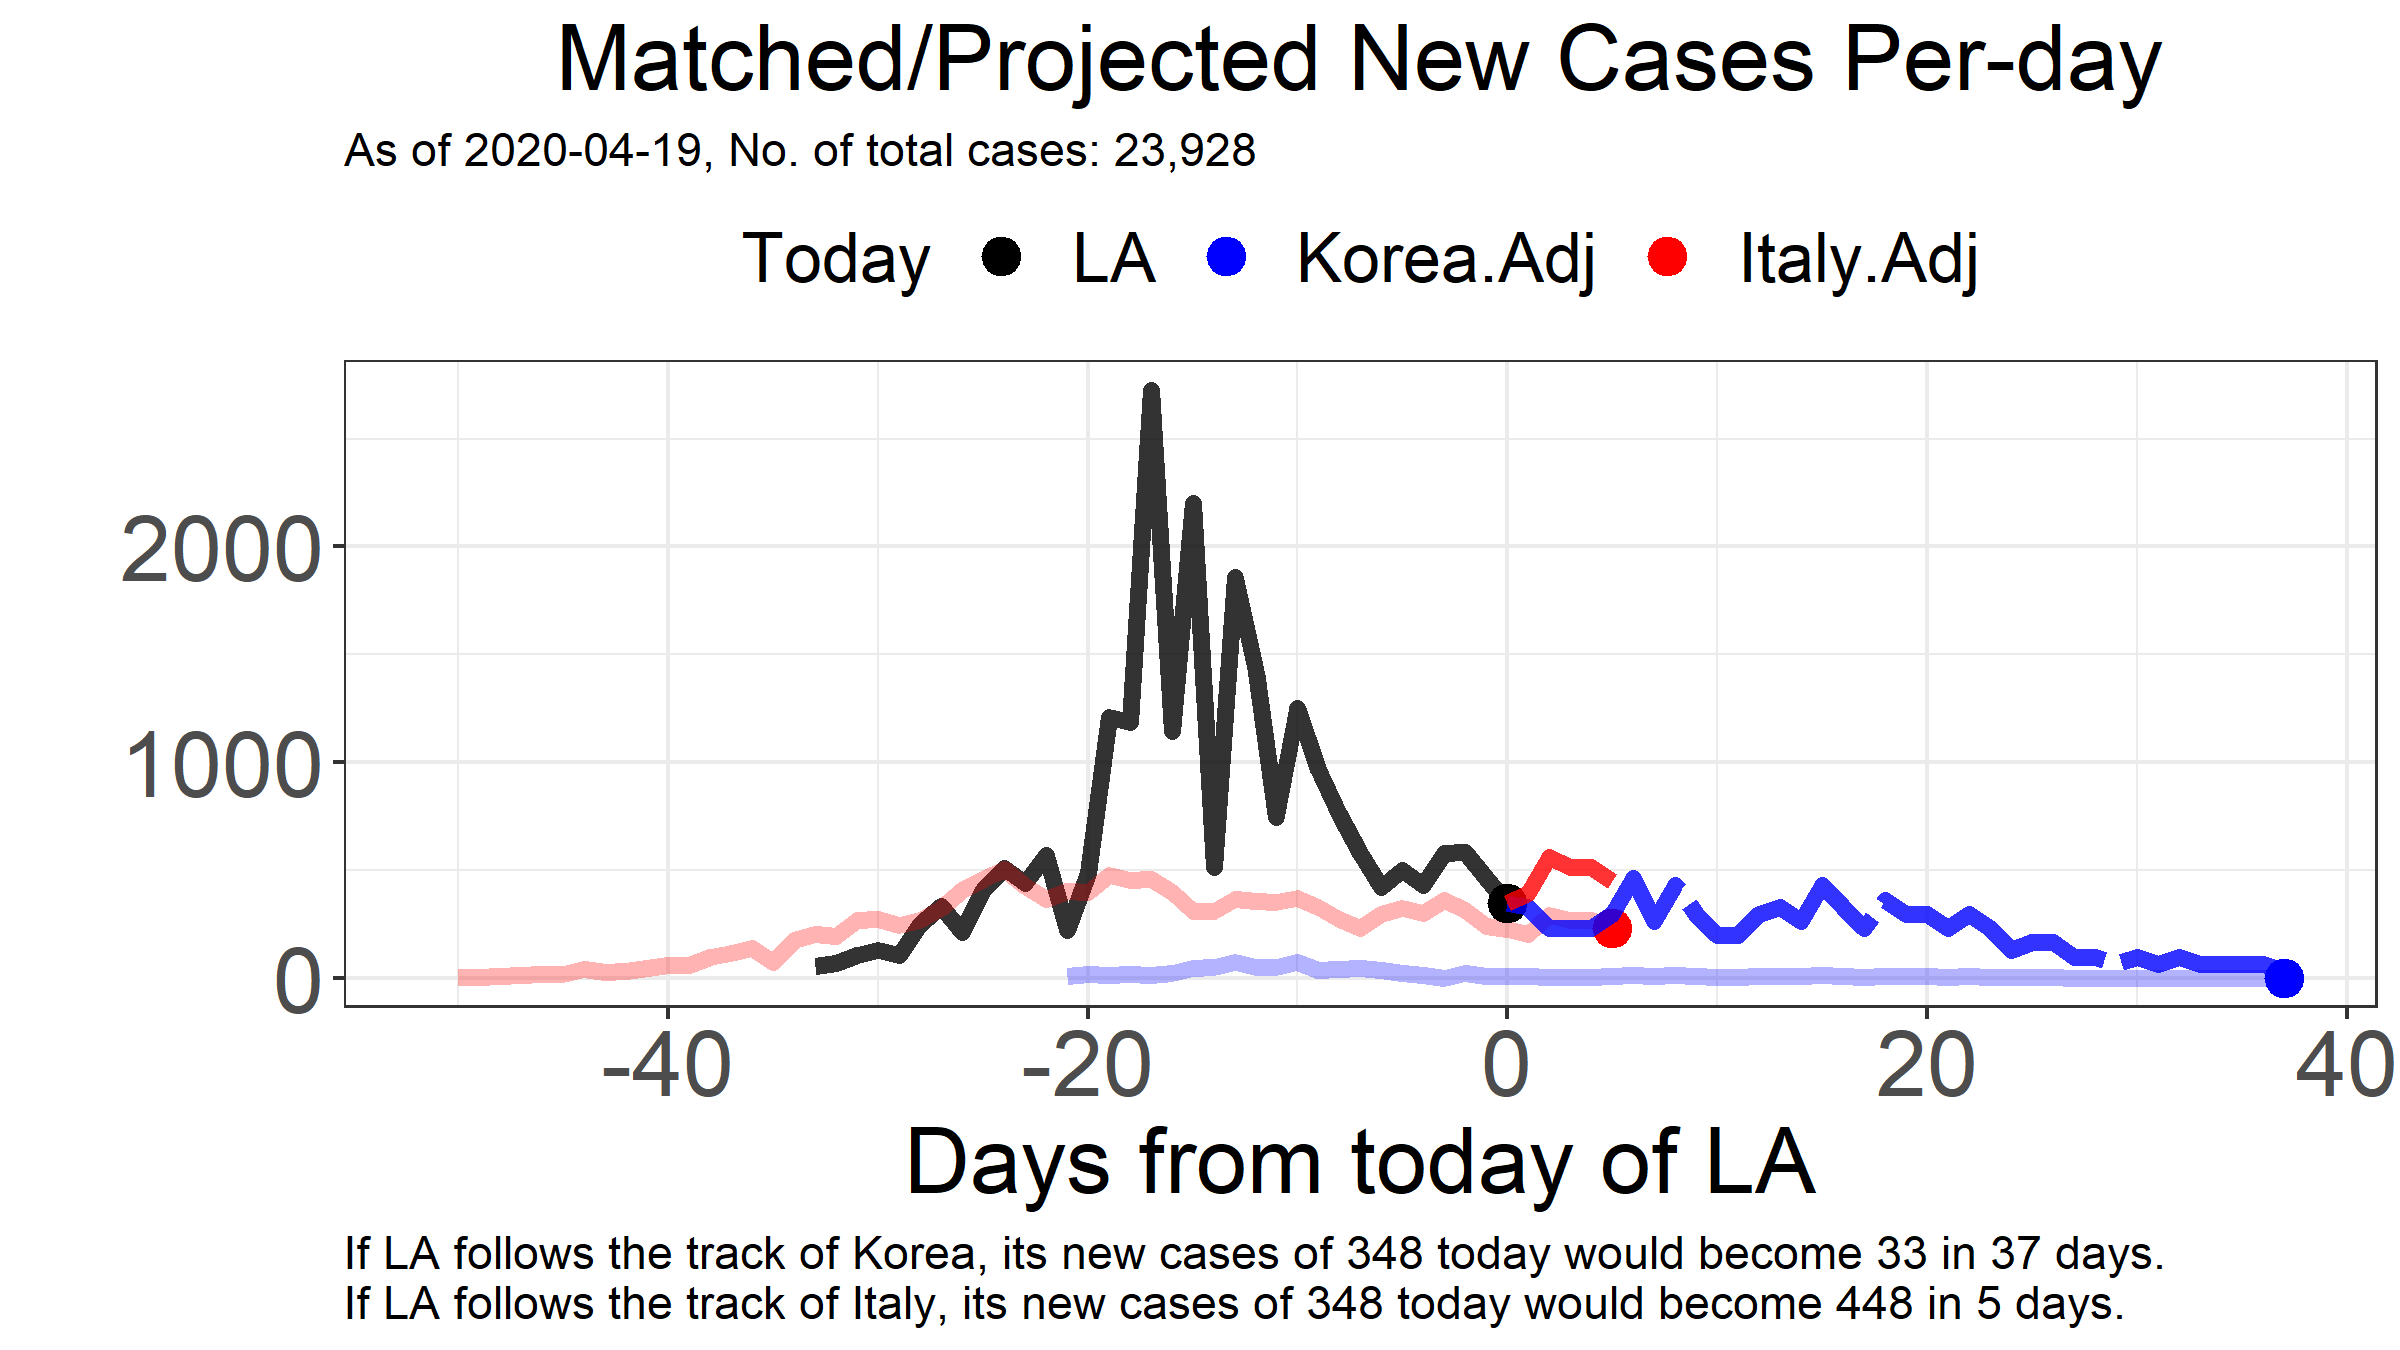 Matched/Projected New Cases Per-day
As of 2020-04-19, No. of total cases: 23,928
Today LA Korea.Adj Italy.Adj
2000
1000
0
-40 -20 0 20 40
Days from today of LA
If LA follows the track of Korea, its new cases of 348 today would become 33 in 37 days.
If LA follows the track of Italy, its new cases of 348 today would become 448 in 5 days.